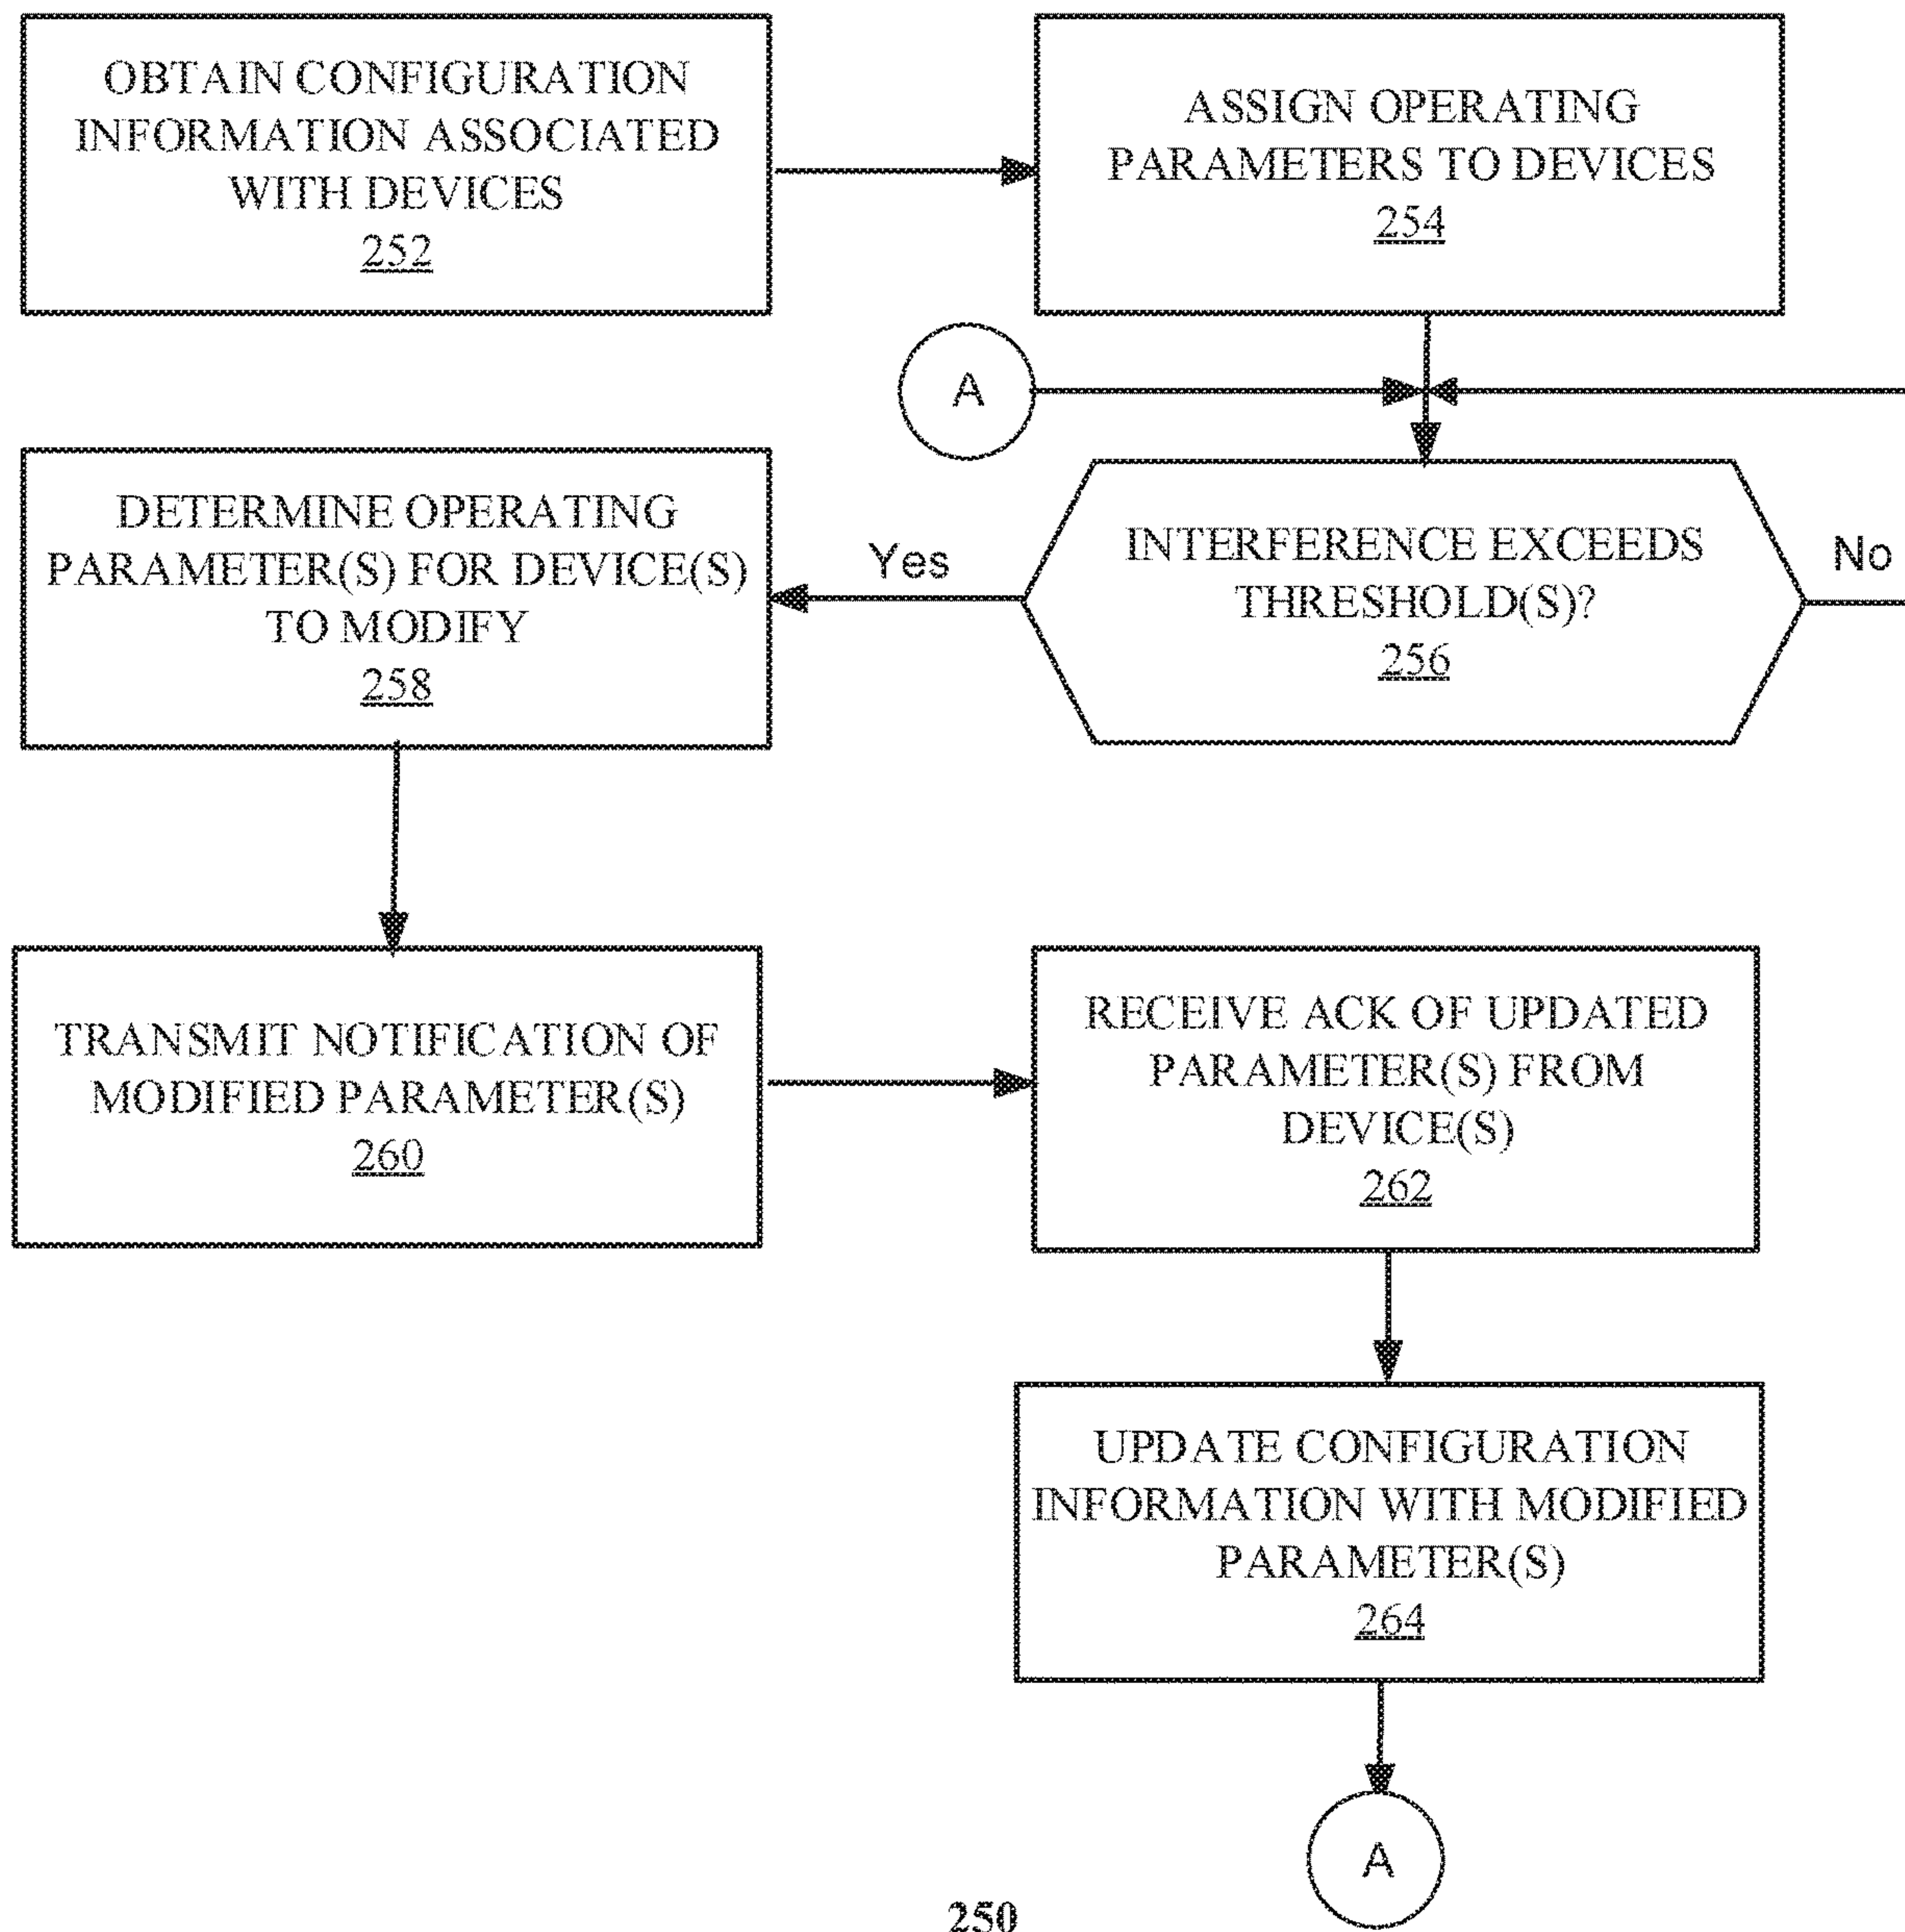 OBTAIN CONFIGURATION
INFORMATION ASSOCIATED
WITH DEVICES
252
ASSIGN OPERATING
PARAMETERS TO DEVICES
254
A
INTERFERENCE EXCEEDS
THRESHOLD(S)?
256
No
Yes
DETERMINE OPERATING
PARAMETER(S) FOR DEVICE(S)
TO MODIFY
258
TRANSMIT NOTIFICATION OF
MODIFIED PARAMETER(S)
260
RECEIVE ACK OF UPDATED
PARAMETER(S) FROM
DEVICE(S)
262
UPDATE CONFIGURATION
INFORMATION WITH MODIFIED
PARAMETER(S)
264
A
250